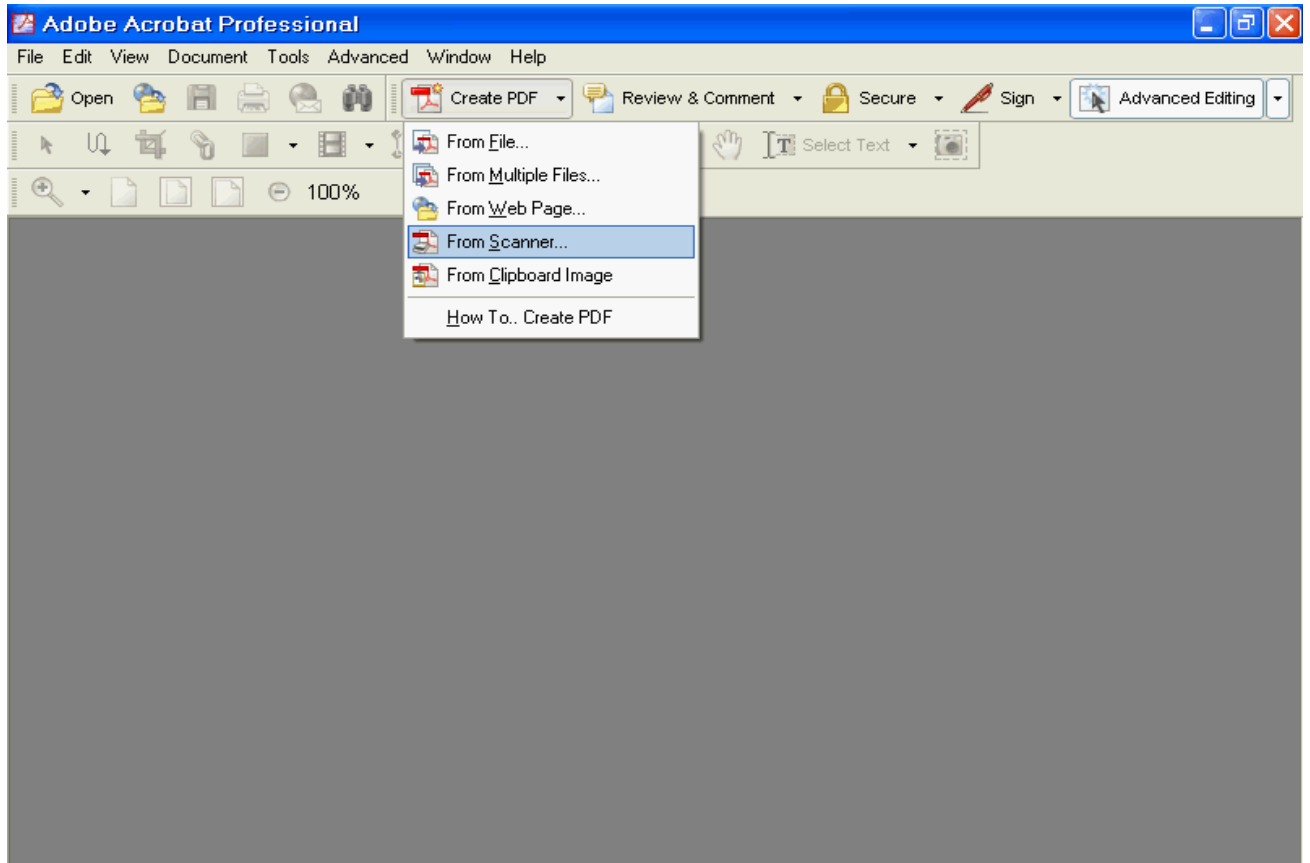 Adobe Acrobat Professional
File Edit View Document Tools Advanced Window Help
Open Create PDF Review & Comment Secure Sign Advanced Editing
From File...
Select Text
From Multiple Files...
100%
From Web Page...
From Scanner...
From Clipboard Image
How To.. Create PDF